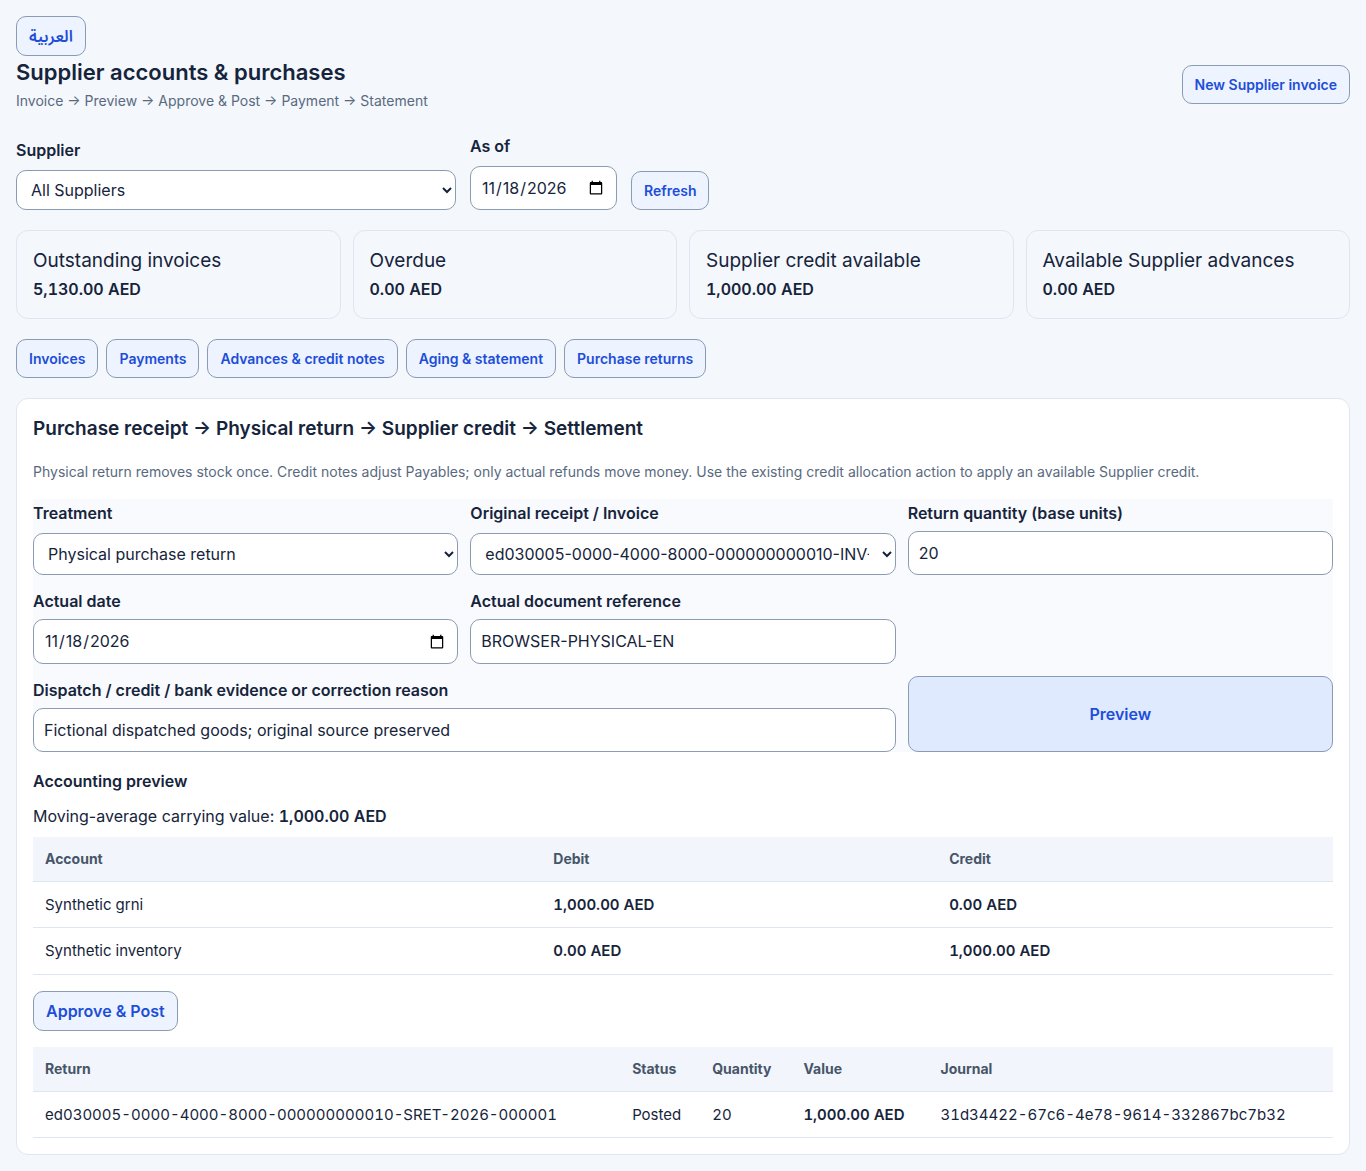 العربية
Supplier accounts & purchases
Invoice → Preview → Approve & Post → Payment → Statement
New Supplier invoice
Supplier
As of
All Suppliers
11/18/2026
Refresh
Outstanding invoices
5,130.00 AED
Overdue
0.00 AED
Supplier credit available
1,000.00 AED
Available Supplier advances
0.00 AED
Invoices
Payments
Advances & credit notes
Aging & statement
Purchase returns
Purchase receipt → Physical return → Supplier credit → Settlement
Physical return removes stock once. Credit notes adjust Payables; only actual refunds move money. Use the existing credit allocation action to apply an available Supplier credit.
Treatment
Original receipt / Invoice
Return quantity (base units)
Physical purchase return
ed030005-0000-4000-8000-000000000010-INV-
20
Actual date
Actual document reference
11/18/2026
BROWSER-PHYSICAL-EN
Dispatch / credit / bank evidence or correction reason
Fictional dispatched goods; original source preserved
Preview
Accounting preview
Moving-average carrying value: 1,000.00 AED
Account Debit Credit
Synthetic grni 1,000.00 AED 0.00 AED
Synthetic inventory 0.00 AED 1,000.00 AED
Approve & Post
Return Status Quantity Value Journal
ed030005-0000-4000-8000-000000000010-SRET-2026-000001 Posted 20 1,000.00 AED 31d34422-67c6-4e78-9614-332867bc7b32